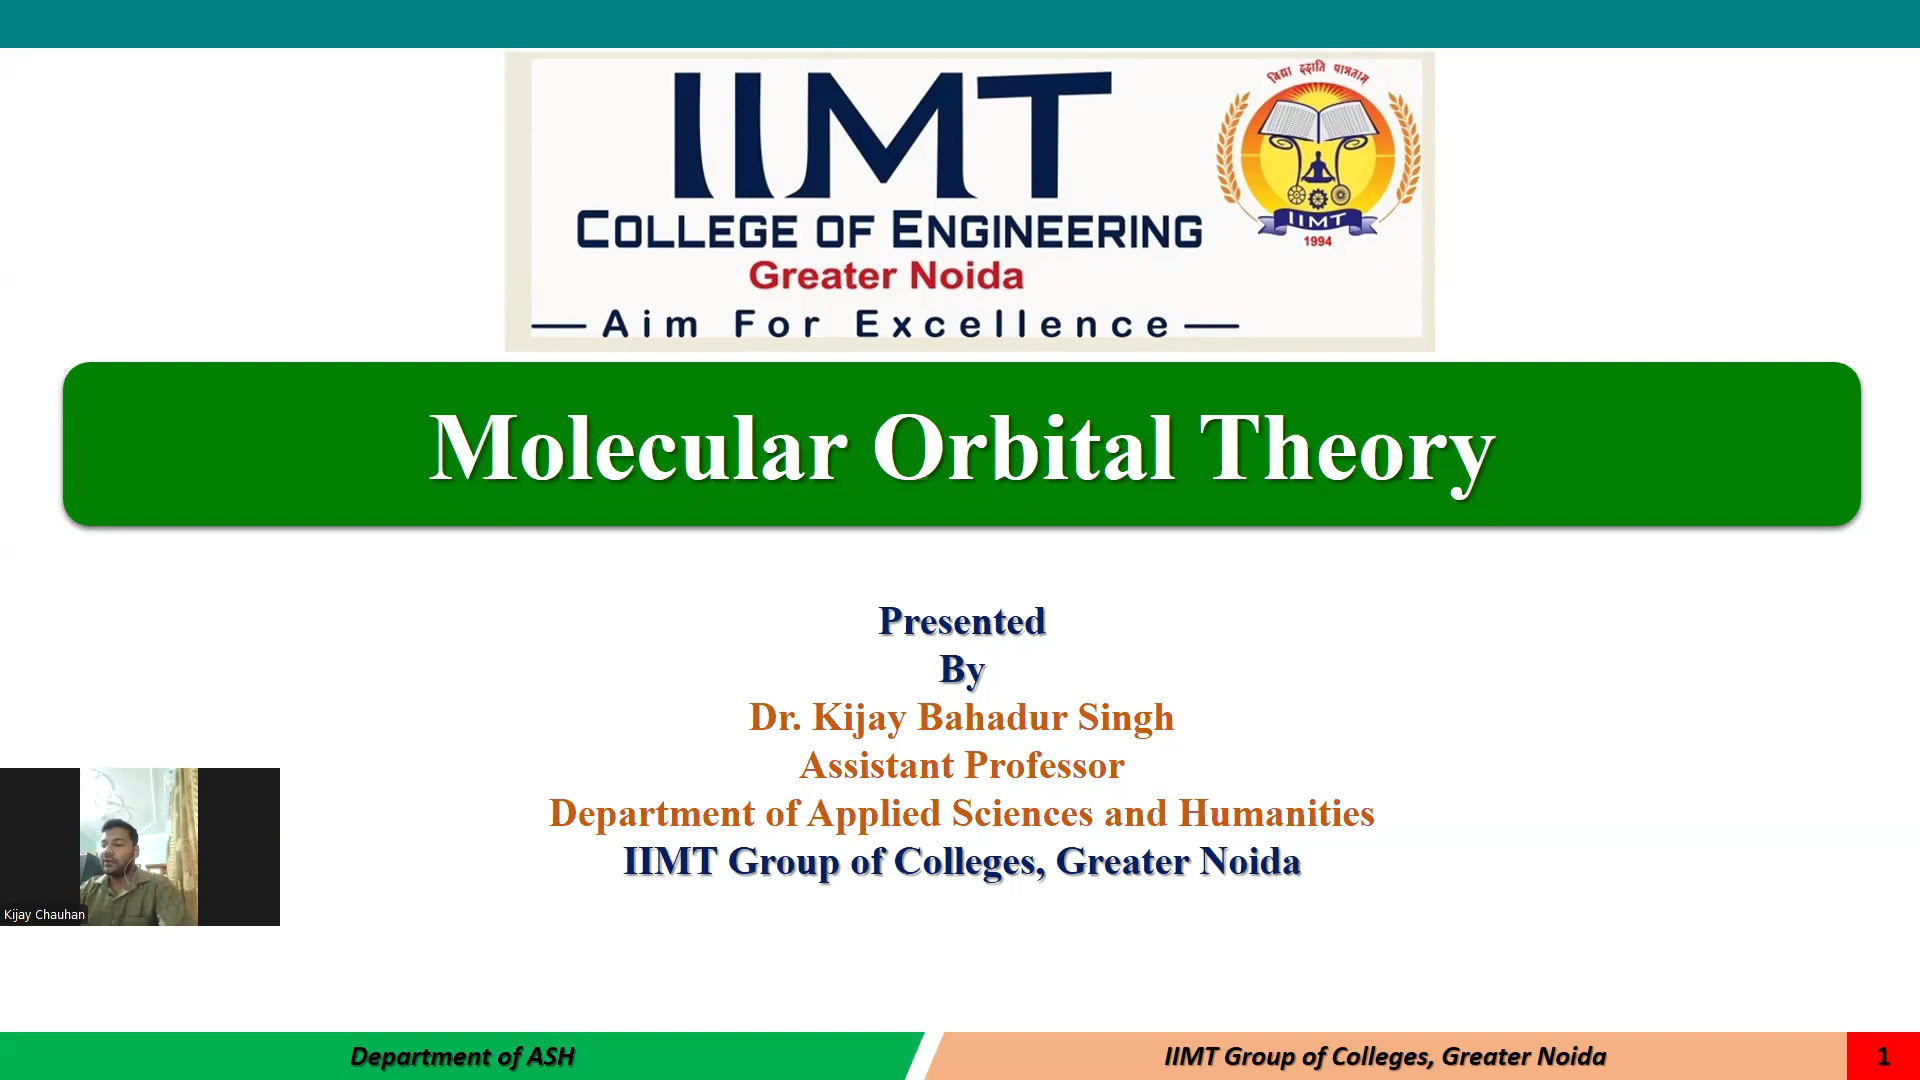 विद्या ददाति पात्रताम्
IIMT
COLLEGE OF ENGINEERING
Greater Noida
Aim For Excellence
IIMT
1994
Molecular Orbital Theory
Presented
By
Dr. Kijay Bahadur Singh
Assistant Professor
Department of Applied Sciences and Humanities
IIMT Group of Colleges, Greater Noida
Kijay Chauhan
Department of ASH
IIMT Group of Colleges, Greater Noida
1